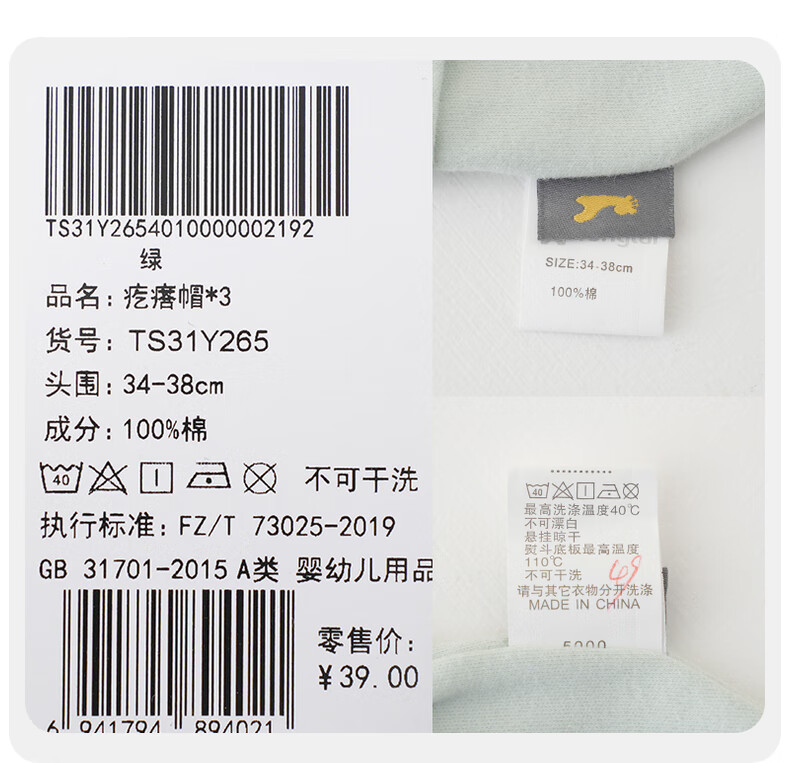 TS31Y2654010000002192
绿
品名: 疙瘩帽*3
货号: TS31Y265
头围: 34-38cm
成分: 100%棉
40
不可干洗
执行标准: FZ/T 73025-2019
GB 31701-2015 A类 婴幼儿用品
零售价:
¥39.00
6 941794 894021
SIZE:34-38cm
100%棉
40
最高洗涤温度40℃
不可漂白
悬挂晾干
熨斗底板最高温度
110℃
不可干洗
请与其它衣物分开洗涤
MADE IN CHINA
49